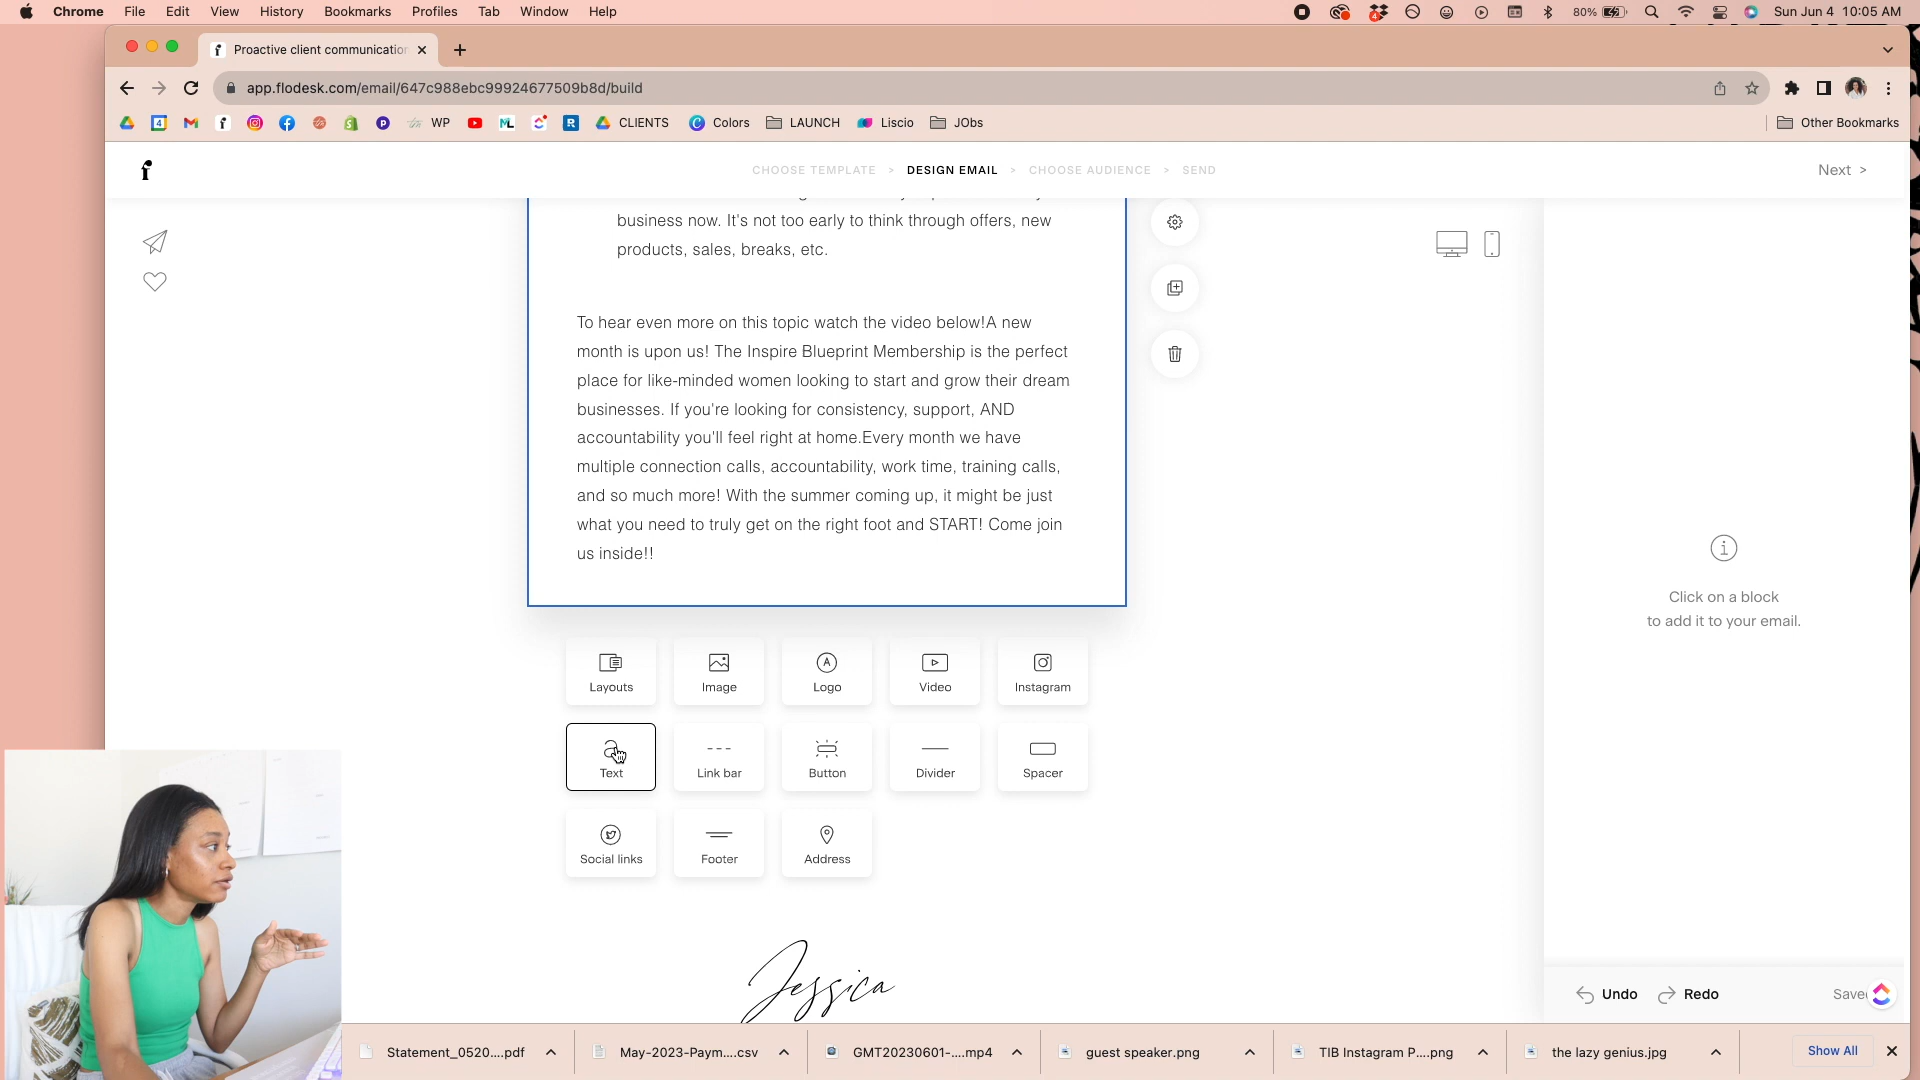 Chrome File Edit View History Bookmarks Profiles Tab Window Help 4 80% Sun Jun 4 10:05 AM
Proactive client communication
app.flodesk.com/email/647c988ebc99924677509b8d/build
4 WP CLIENTS Colors LAUNCH Liscio JObs Other Bookmarks
CHOOSE TEMPLATE > DESIGN EMAIL > CHOOSE AUDIENCE > SEND Next >
business now. It's not too early to think through offers, new
products, sales, breaks, etc.
To hear even more on this topic watch the video below!A new
month is upon us! The Inspire Blueprint Membership is the perfect
place for like-minded women looking to start and grow their dream
businesses. If you're looking for consistency, support, AND
accountability you'll feel right at home.Every month we have
multiple connection calls, accountability, work time, training calls,
and so much more! With the summer coming up, it might be just
what you need to truly get on the right foot and START! Come join
us inside!!
Click on a block
to add it to your email.
Layouts Image Logo Video Instagram
Text Link bar Button Divider Spacer
Social links Footer Address
Jessica
Undo Redo Save
Statement_0520....pdf May-2023-Paym....csv GMT20230601-....mp4 guest speaker.png TIB Instagram P....png the lazy genius.jpg Show All